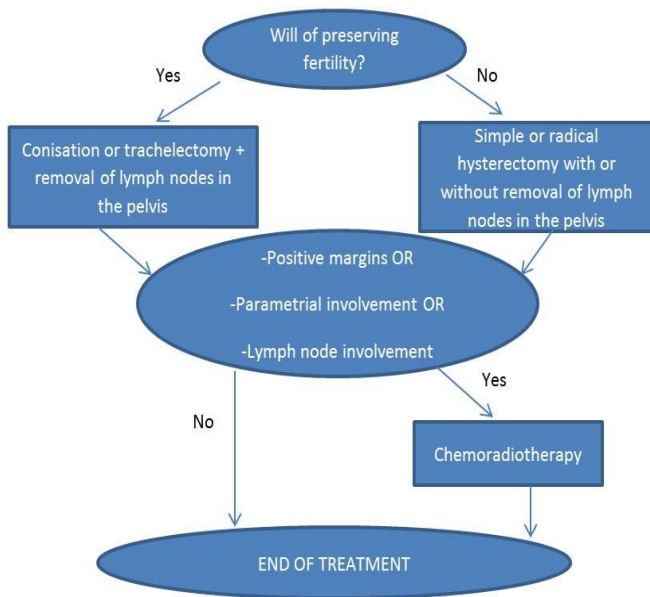 Will of preserving
fertility?
Yes
No
Conisation or trachelectomy +
removal of lymph nodes in
the pelvis
Simple or radical
hysterectomy with or
without removal of lymph
nodes in the pelvis
-Positive margins OR
-Parametrial involvement OR
-Lymph node involvement
No
Yes
Chemoradiotherapy
END OF TREATMENT